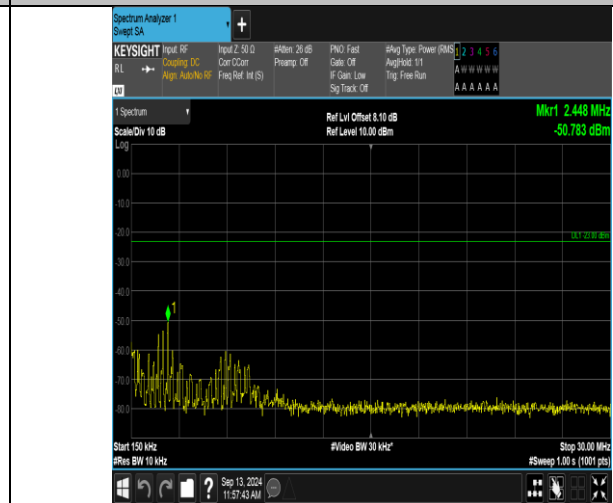 Spectrum Analyzer 1
Swept SA
+
KEYSIGHT
RL
Input: RF
Coupling: DC
Align: Auto/No RF
Input Z: 50 Ω
Corr CCorr
Freq Ref: Int (S)
#Atten: 26 dB
Preamp: Off
PNO: Fast
Gate: Off
IF Gain: Low
Sig Track: Off
#Avg Type: Power (RMS
Avg|Hold: 1/1
Trig: Free Run
1 2 3 4 5 6
A W W W W W
A A A A A A
1 Spectrum
Scale/Div 10 dB
Ref Lvl Offset 8.10 dB
Ref Level 10.00 dBm
Mkr1 2.448 MHz
-50.783 dBm
Log
0.00
-10.0
-20.0
DL1 -23.00 dBm
-30.0
-40.0
1
-50.0
-60.0
-70.0
-80.0
Start 150 kHz
#Res BW 10 kHz
#Video BW 30 kHz*
Stop 30.00 MHz
#Sweep 1.00 s (1001 pts)
?
Sep 13, 2024
11:57:43 AM